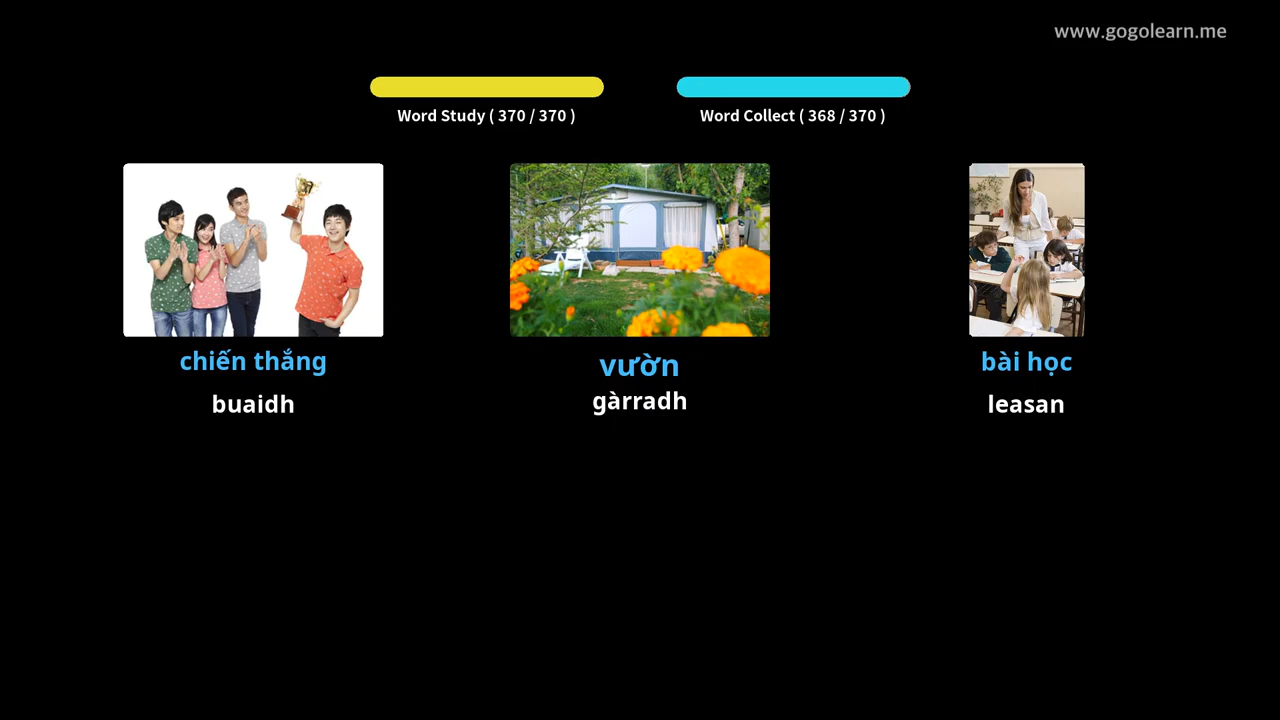 www.gogolearn.me
Word Study ( 370 / 370 )
Word Collect ( 368 / 370 )
chiến thắng
buaidh
vườn
gàrradh
bài học
leasan